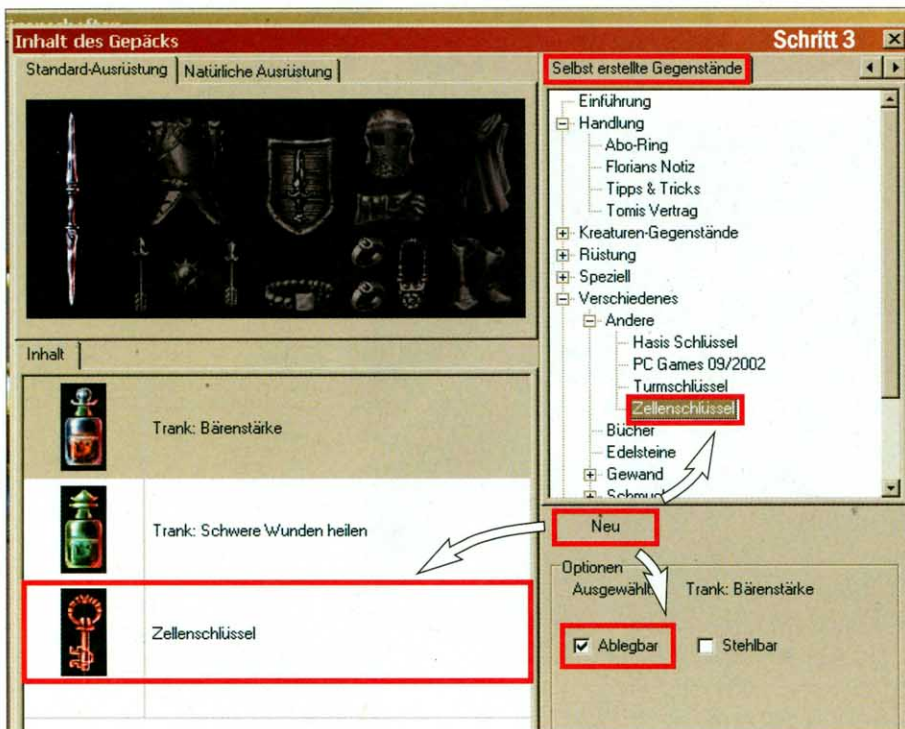 Inhalt des Gepäcks
Schritt 3
Standard-Ausrüstung
Natürliche Ausrüstung
Selbst erstellte Gegenstände
Einführung
Handlung
Abo-Ring
Florians Notiz
Tipps & Tricks
Tomis Vertrag
Kreaturen-Gegenstände
Rüstung
Speziell
Verschiedenes
Andere
Hasis Schlüssel
PC Games 09/2002
Turmschlüssel
Zellenschlüssel
Bücher
Edelsteine
Gewand
Inhalt
Trank: Bärenstärke
Trank: Schwere Wunden heilen
Zellenschlüssel
Neu
Optionen
Trank: Bärenstärke
Ablegbar
Stehlbar